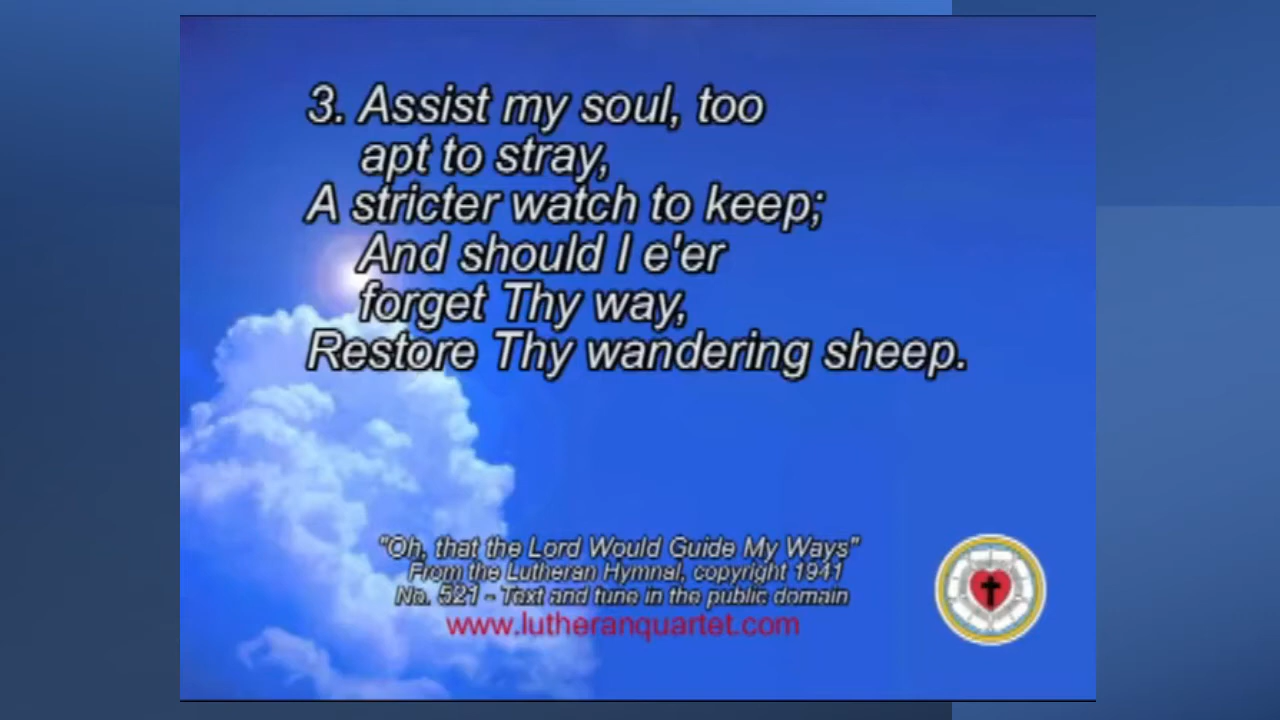 3. Assist my soul, too
apt to stray,
A stricter watch to keep;
And should I e'er
forget Thy way,
Restore Thy wandering sheep.
"Oh, that the Lord Would Guide My Ways"
From the Lutheran Hymnal, copyright 1941
No. 521 - Text and tune in the public domain
www.lutheranquartet.com